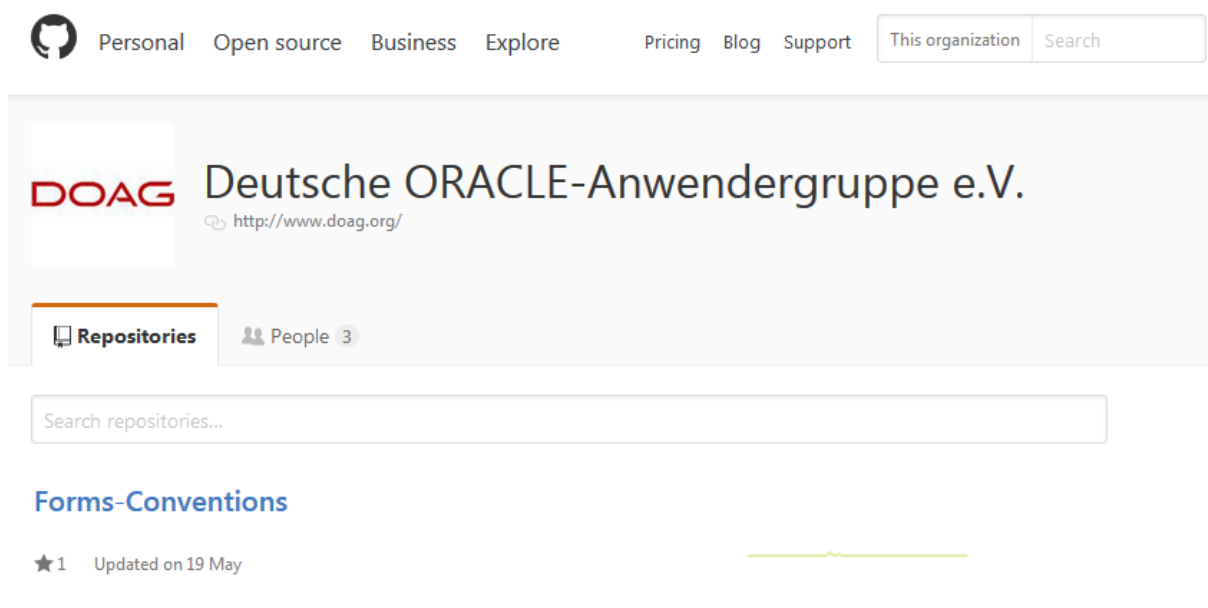 Personal Open source Business Explore Pricing Blog Support This organization Search
DOAG Deutsche ORACLE-Anwendergruppe e.V.
http://www.doag.org/
Repositories People 3
Search repositories...
Forms-Conventions
1 Updated on 19 May